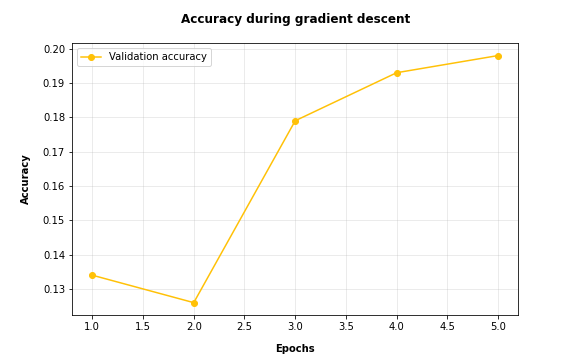 Accuracy during gradient descent
Validation accuracy
0.20
0.19
0.18
0.17
0.16
0.15
0.14
0.13
Accuracy
1.0 1.5 2.0 2.5 3.0 3.5 4.0 4.5 5.0
Epochs